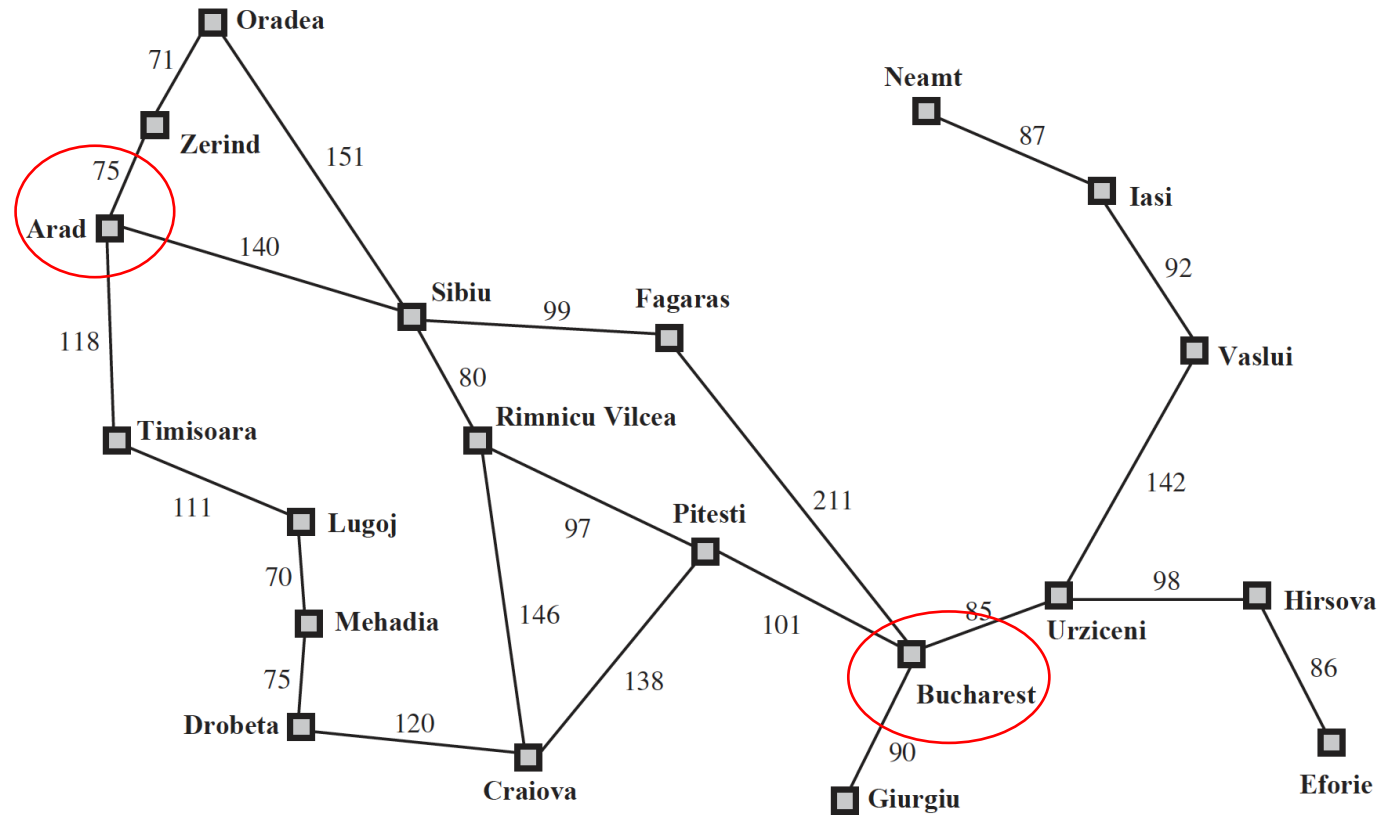 Oradea
71
Neamt
87
Zerind
151
75
Iasi
Arad
140
92
Sibiu
Fagaras
99
118
Vaslui
80
Rimnicu Vilcea
Timisoara
142
211
111
Pitesti
Lugoj
97
70
98
Hirsova
85
Mehadia
146
101
Urziceni
86
75
138
Bucharest
Drobeta
120
90
Eforie
Craiova
Giurgiu